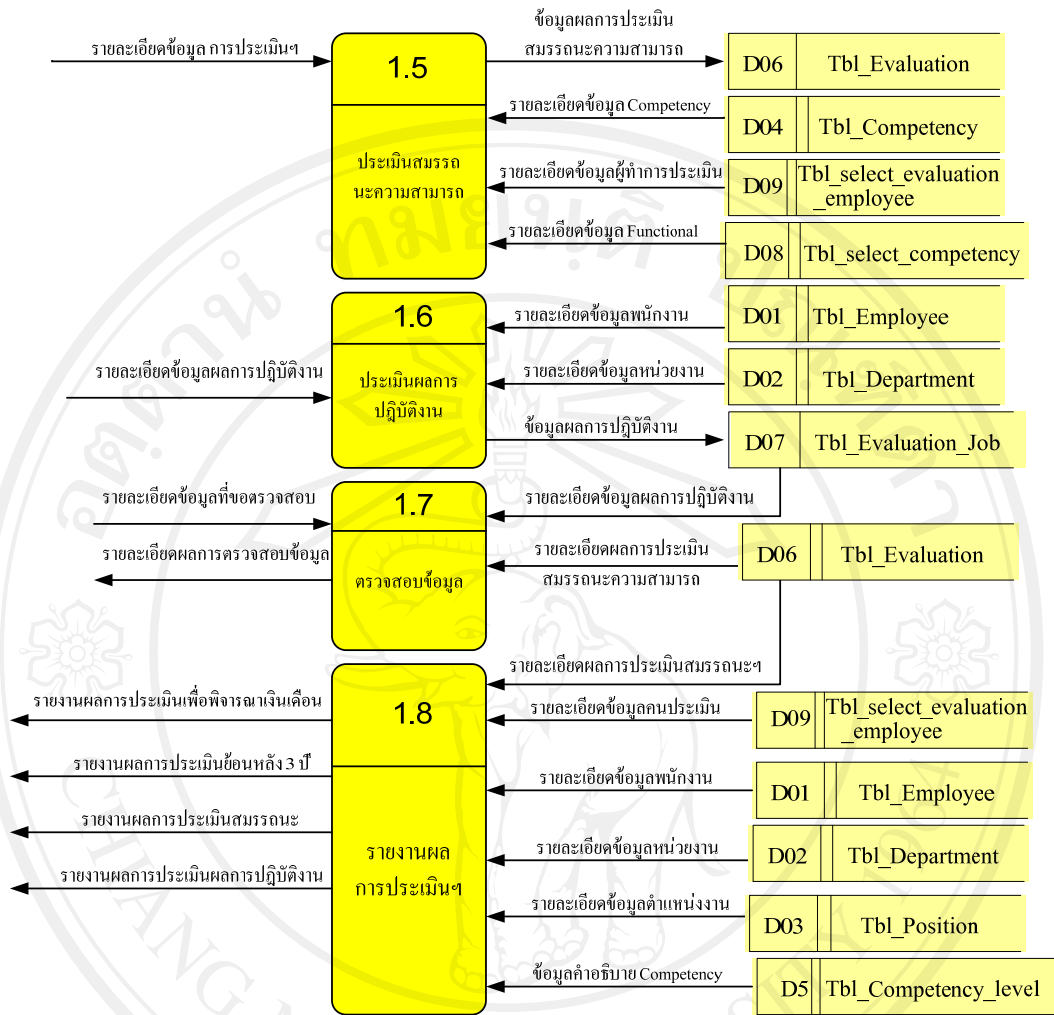 ข้อมูลผลการประเมิน
สมรรถนะความสามารถ
รายละเอียดข้อมูล การประเมินฯ
1.5
ประเมินสมรรถ
นะความสามารถ
D06 Tbl_Evaluation
รายละเอียดข้อมูล Competency
D04 Tbl_Competency
รายละเอียดข้อมูลผู้ทำการประเมิน
D09 Tbl_select_evaluation
_employee
รายละเอียดข้อมูล Functional
D08 Tbl_select_competency
1.6
ประเมินผลการ
ปฎิบัติงาน
รายละเอียดข้อมูลพนักงาน
D01 Tbl_Employee
รายละเอียดข้อมูลผลการปฎิบัติงาน
รายละเอียดข้อมูลหน่วยงาน
D02 Tbl_Department
ข้อมูลผลการปฎิบัติงาน
D07 Tbl_Evaluation_Job
รายละเอียดข้อมูลที่ขอตรวจสอบ
1.7
ตรวจสอบข้อมูล
รายละเอียดข้อมูลผลการปฎิบัติงาน
รายละเอียดผลการตรวจสอบข้อมูล
รายละเอียดผลการประเมิน
สมรรถนะความสามารถ
D06 Tbl_Evaluation
รายละเอียดผลการประเมินสมรรถนะฯ
รายงานผลการประเมินเพื่อพิจารณาเงินเดือน
1.8
รายงานผล
การประเมินฯ
รายละเอียดข้อมูลคนประเมิน
D09 Tbl_select_evaluation
_employee
รายงานผลการประเมินย้อนหลัง 3 ปี
รายละเอียดข้อมูลพนักงาน
D01 Tbl_Employee
รายงานผลการประเมินสมรรถนะ
รายละเอียดข้อมูลหน่วยงาน
D02 Tbl_Department
รายงานผลการประเมินผลการปฎิบัติงาน
รายละเอียดข้อมูลตำแหน่งงาน
D03 Tbl_Position
ข้อมูลคำอธิบาย Competency
D5 Tbl_Competency_level